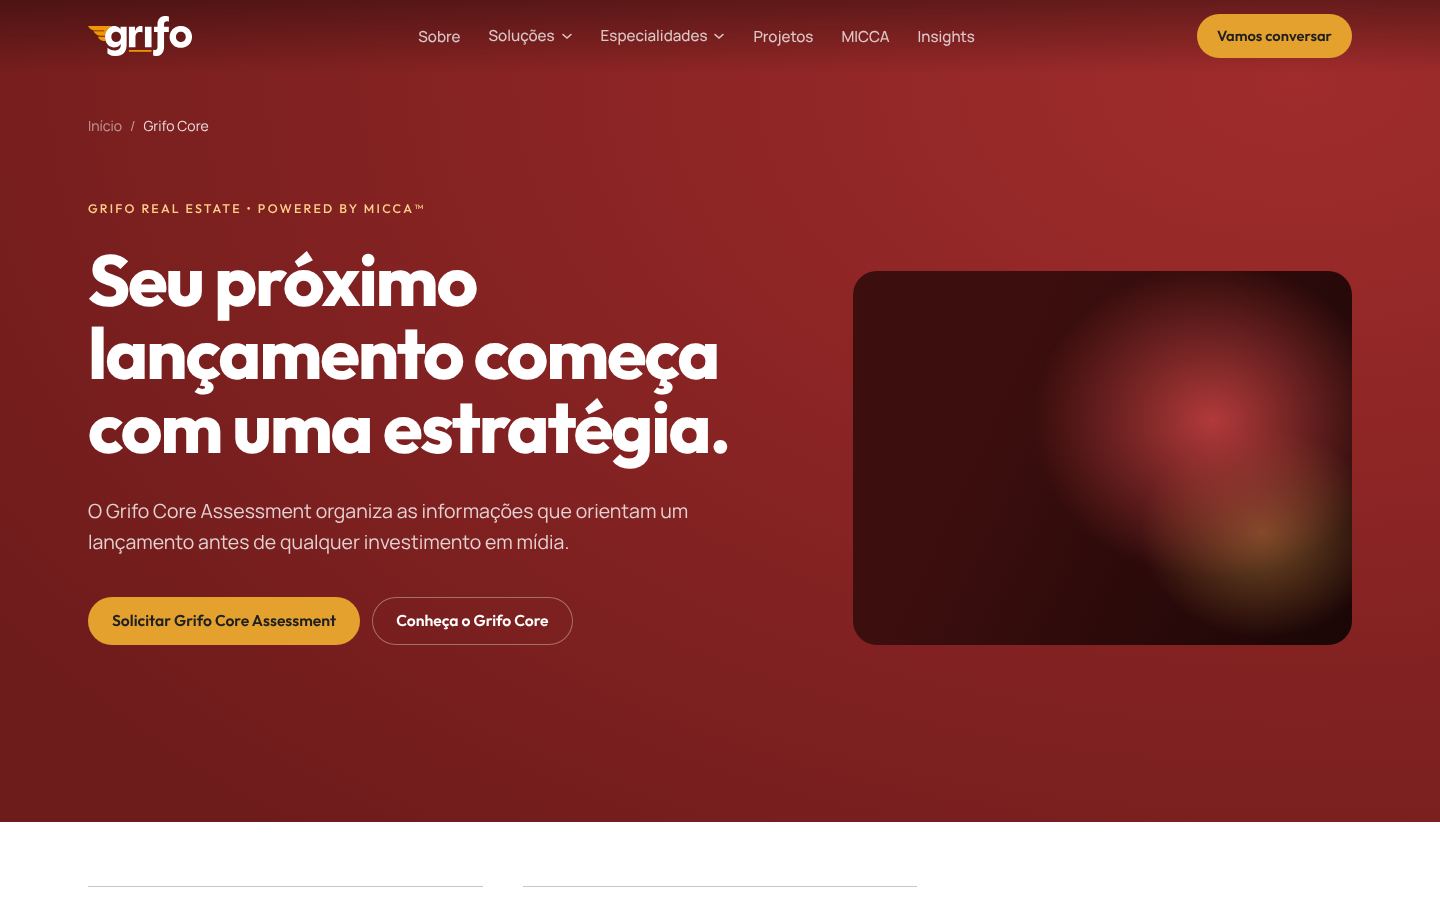 grifo
Sobre
Soluções
Especialidades
Projetos
MICCA
Insights
Vamos conversar
Início / Grifo Core
GRIFO REAL ESTATE • POWERED BY MICCA™
Seu próximo
lançamento começa
com uma estratégia.
O Grifo Core Assessment organiza as informações que orientam um
lançamento antes de qualquer investimento em mídia.
Solicitar Grifo Core Assessment
Conheça o Grifo Core